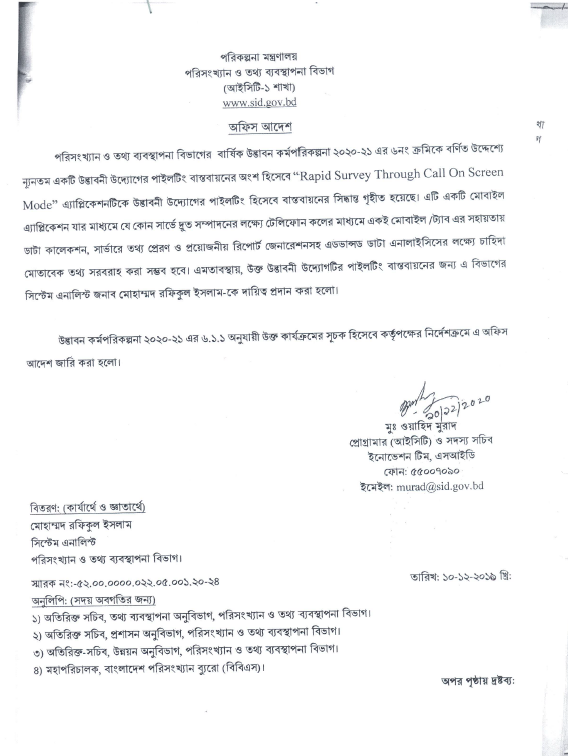 পরিকল্পনা মন্ত্রণালয়
পরিসংখ্যান ও তথ্য ব্যবস্থাপনা বিভাগ
(আইসিটি-১ শাখা)
www.sid.gov.bd
অফিস আদেশ
পরিসংখ্যান ও তথ্য ব্যবস্থাপনা বিভাগের বার্ষিক উদ্ভাবন কর্মপরিকল্পনা ২০২০-২১ এর ৬নং ক্রমিকে বর্ণিত উদ্দেশ্যে
ন্যূনতম একটি উদ্ভাবনী উদ্যোগের পাইলটিং বাস্তবায়নের অংশ হিসেবে “Rapid Survey Through Call On Screen
Mode” এ্যাপ্লিকেশনটিকে উদ্ভাবনী উদ্যোগের পাইলটিং হিসেবে বাস্তবায়নের সিদ্ধান্ত গৃহীত হয়েছে। এটি একটি মোবাইল
এ্যাপ্লিকেশন যার মাধ্যমে যে কোন সার্ভে দ্রুত সম্পাদনের লক্ষ্যে টেলিফোন কলের মাধ্যমে একই মোবাইল /ট্যাব এর সহায়তায়
ডাটা কালেকশন, সার্ভারে তথ্য প্রেরণ ও প্রয়োজনীয় রিপোর্ট জেনারেশনসহ এডভান্সড ডাটা এনালাইসিসের লক্ষ্যে চাহিদা
মোতাবেক তথ্য সরবরাহ করা সম্ভব হবে। এমতাবস্থায়, উক্ত উদ্ভাবনী উদ্যোগটির পাইলটিং বাস্তবায়নের জন্য এ বিভাগের
সিস্টেম এনালিস্ট জনাব মোহাম্মদ রফিকুল ইসলাম-কে দায়িত্ব প্রদান করা হলো।
উদ্ভাবন কর্মপরিকল্পনা ২০২০-২১ এর ৬.১.১ অনুযায়ী উক্ত কার্যক্রমের সূচক হিসেবে কর্তৃপক্ষের নির্দেশক্রমে এ অফিস
আদেশ জারি করা হলো।
মুঃ ওয়াহিদ মুরাদ
প্রোগ্রামার (আইসিটি) ও সদস্য সচিব
ইনোভেশন টিম, এসআইডি
ফোন: ৫৫০০৭০৯০
ইমেইল: murad@sid.gov.bd
বিতরণ: (কার্যার্থে ও জ্ঞাতার্থে)
মোহাম্মদ রফিকুল ইসলাম
সিস্টেম এনালিস্ট
পরিসংখ্যান ও তথ্য ব্যবস্থাপনা বিভাগ।
স্মারক নং:-৫২.০০.০০০০.০২২.০৫.০০১.২০-২৪ তারিখ: ১০-১২-২০১৯ খ্রি:
অনুলিপি: (সদয় অবগতির জন্য)
১) অতিরিক্ত সচিব, তথ্য ব্যবস্থাপনা অনুবিভাগ, পরিসংখ্যান ও তথ্য ব্যবস্থাপনা বিভাগ।
২) অতিরিক্ত সচিব, প্রশাসন অনুবিভাগ, পরিসংখ্যান ও তথ্য ব্যবস্থাপনা বিভাগ।
৩) অতিরিক্ত-সচিব, উন্নয়ন অনুবিভাগ, পরিসংখ্যান ও তথ্য ব্যবস্থাপনা বিভাগ।
৪) মহাপরিচালক, বাংলাদেশ পরিসংখ্যান ব্যুরো (বিবিএস)।
অপর পৃষ্ঠায় দ্রষ্টব্য: